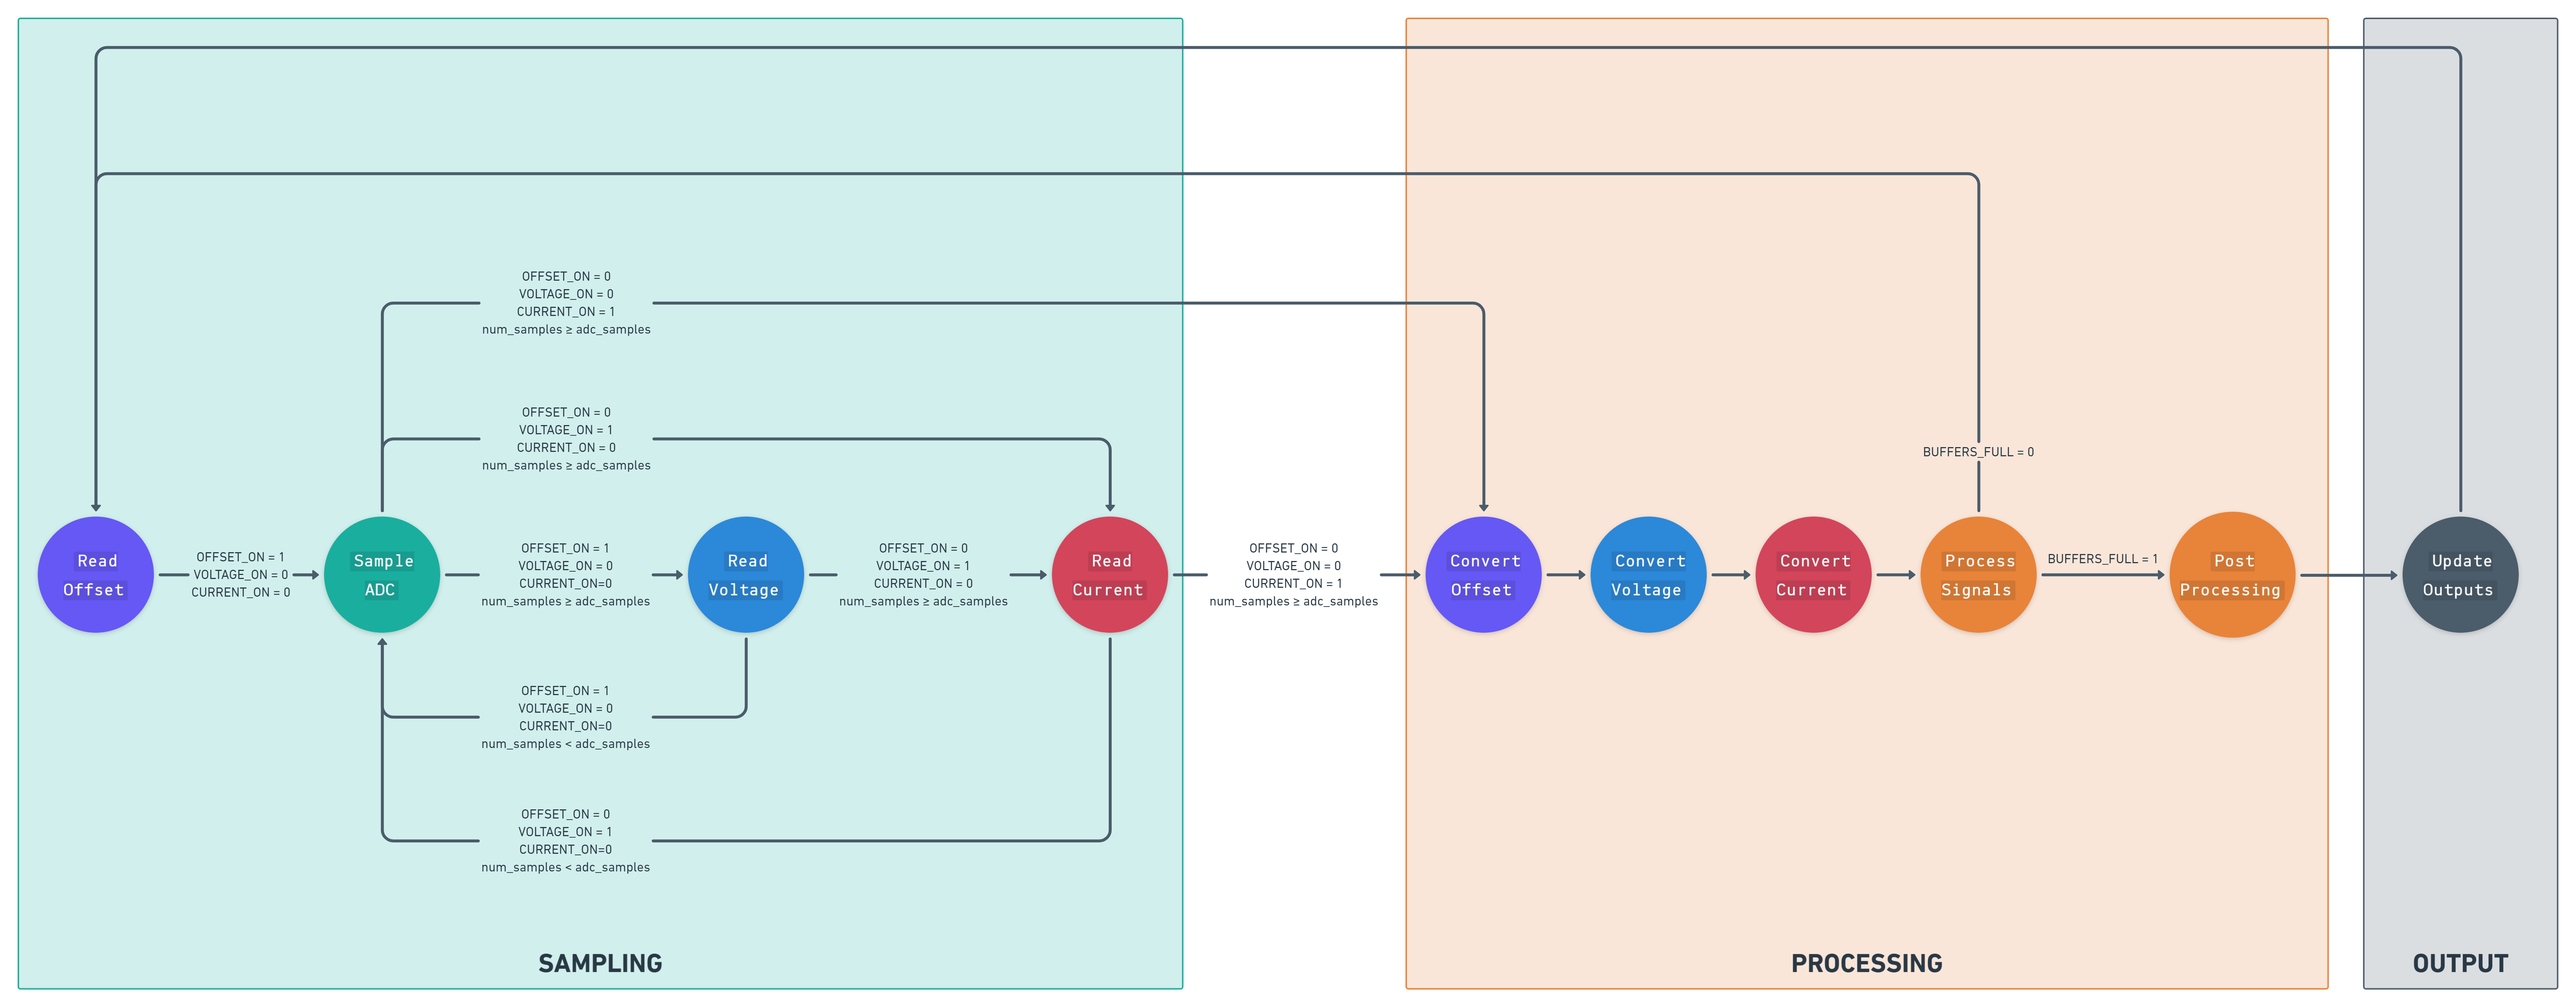 OFFSET_ON = 0
VOLTAGE_ON = 0
CURRENT_ON = 1
num_samples ≥ adc_samples
OFFSET_ON = 0
VOLTAGE_ON = 1
CURRENT_ON = 0
num_samples ≥ adc_samples
BUFFERS_FULL = 0
Read
Offset
OFFSET_ON = 1
VOLTAGE_ON = 0
CURRENT_ON = 0
Sample
ADC
OFFSET_ON = 1
VOLTAGE_ON = 0
CURRENT_ON=0
num_samples ≥ adc_samples
Read
Voltage
OFFSET_ON = 0
VOLTAGE_ON = 1
CURRENT_ON = 0
num_samples ≥ adc_samples
Read
Current
OFFSET_ON = 0
VOLTAGE_ON = 0
CURRENT_ON = 1
num_samples ≥ adc_samples
Convert
Offset
Convert
Voltage
Convert
Current
Process
Signals
BUFFERS_FULL = 1
Post
Processing
Update
Outputs
OFFSET_ON = 1
VOLTAGE_ON = 0
CURRENT_ON=0
num_samples < adc_samples
OFFSET_ON = 0
VOLTAGE_ON = 1
CURRENT_ON=0
num_samples < adc_samples
SAMPLING
PROCESSING
OUTPUT